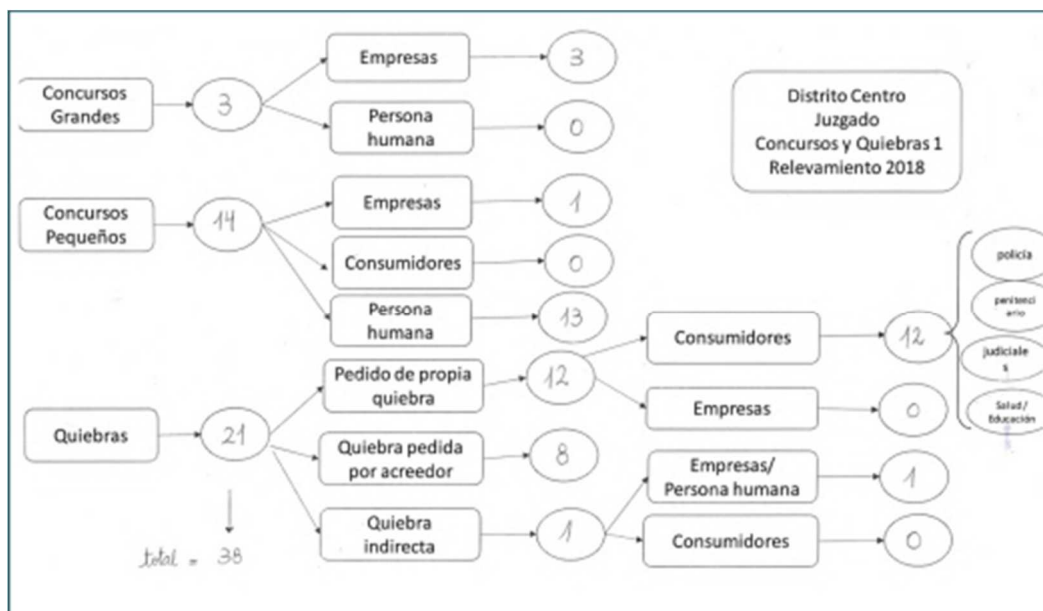 Concursos
Grandes
3
Empresas
3
Persona
humana
0
Distrito Centro
Juzgado
Concursos y Quiebras 1
Relevamiento 2018
Concursos
Pequeños
14
Empresas
1
Consumidores
0
Persona
humana
13
Quiebras
21
Pedido de propia
quiebra
12
Consumidores
12
policía
penitenci
ario
judiciale
s
Salud/
Educación
Empresas
0
Quiebra pedida
por acreedor
8
Quiebra
indirecta
1
Empresas/
Persona humana
1
Consumidores
0
total = 38